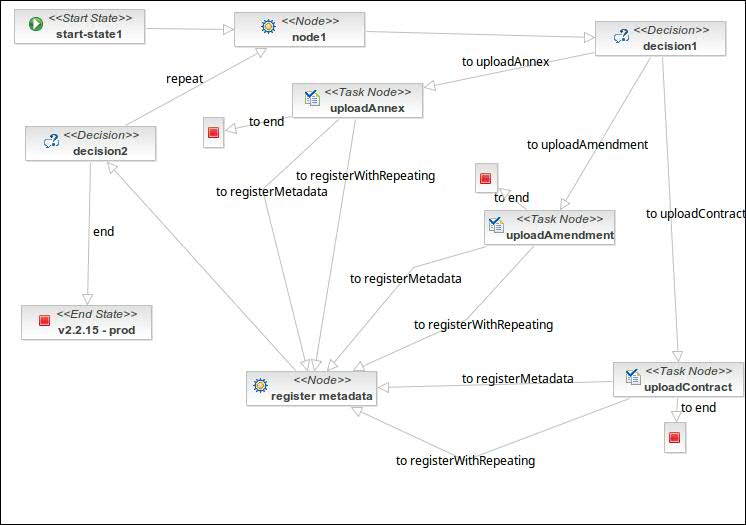 <<Start State>>
start-state1
<<Node>>
node1
<<Decision>>
decision1
to uploadAnnex
repeat
<<Task Node>>
uploadAnnex
to end
<<Decision>>
decision2
to uploadAmendment
to registerWithRepeating
to registerMetadata
to end
to uploadContract
<<Task Node>>
uploadAmendment
end
to registerMetadata
<<End State>>
v2.2.15 - prod
to registerWithRepeating
<<Node>>
register metadata
to registerMetadata
<<Task Node>>
uploadContract
to end
to registerWithRepeating